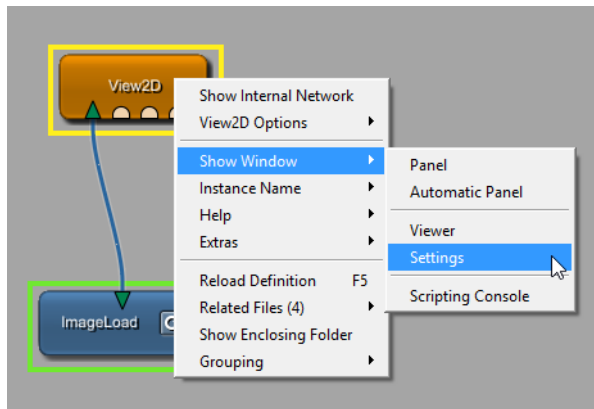 View2D
Show Internal Network
View2D Options
Show Window
Instance Name
Help
Extras
Reload Definition F5
Related Files (4)
Show Enclosing Folder
Grouping
Panel
Automatic Panel
Viewer
Settings
Scripting Console
ImageLoad